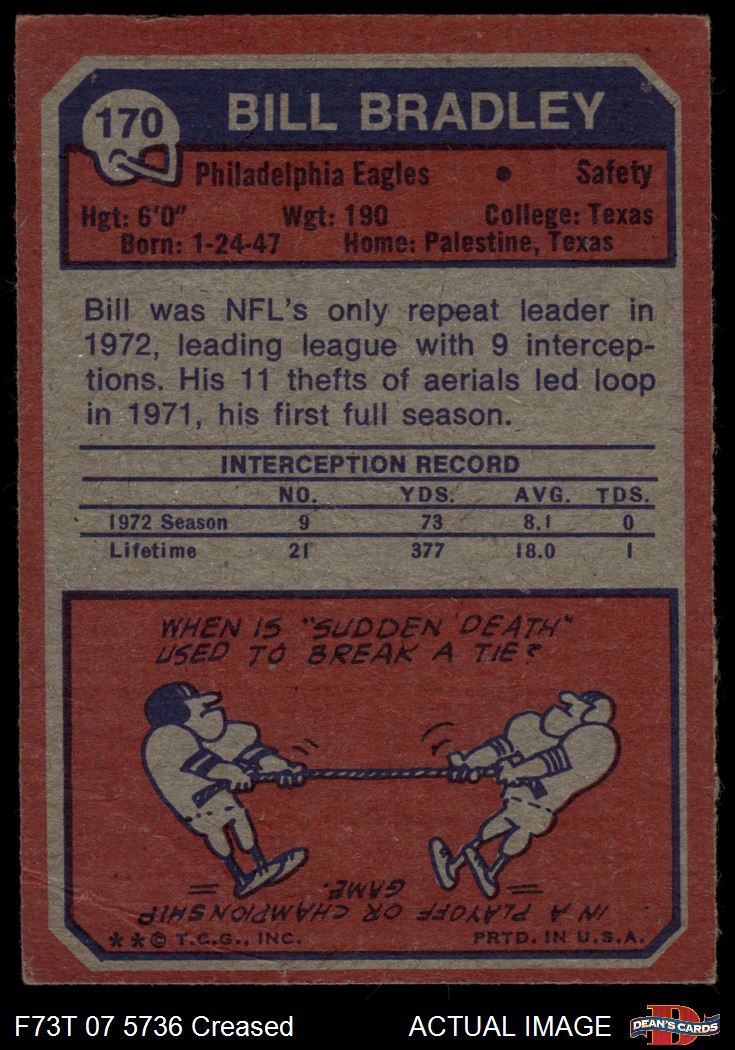 170
BILL BRADLEY
Philadelphia Eagles • Safety
Hgt: 6'0" Wgt: 190 College: Texas
Born: 1-24-47 Home: Palestine, Texas
Bill was NFL's only repeat leader in
1972, leading league with 9 intercep-
tions. His 11 thefts of aerials led loop
in 1971, his first full season.
INTERCEPTION RECORD
NO. YDS. AVG. TDS.
1972 Season 9 73 8.1 0
Lifetime 21 377 18.0 1
WHEN IS "SUDDEN DEATH"
USED TO BREAK A TIE?
IN A PLAYOFF OR CHAMPIONSHIP
GAME.
**© T.C.G., INC. PRTD. IN U.S.A.
F73T 07 5736 Creased ACTUAL IMAGE
DEAN'S CARDS